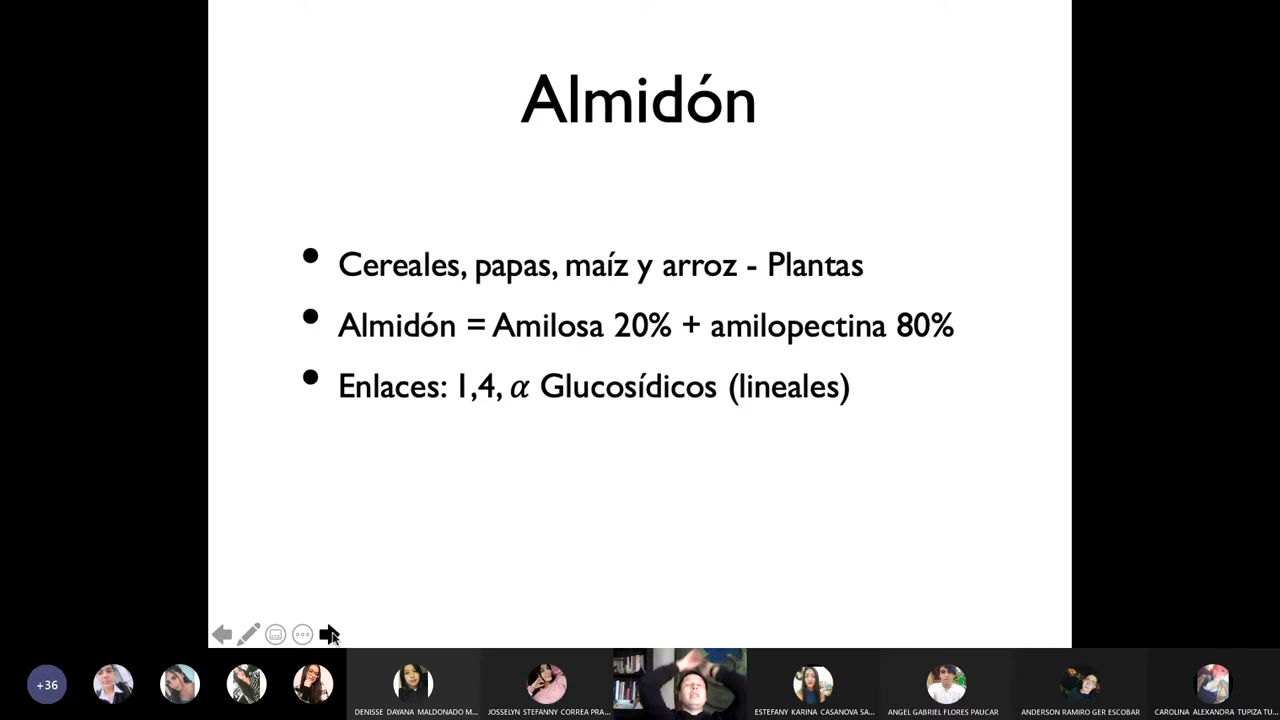 Almidón
• Cereales, papas, maíz y arroz - Plantas
• Almidón = Amilosa 20% + amilopectina 80%
• Enlaces: 1,4, α Glucosídicos (lineales)
+36
DENISSE DAYANA MALDONADO M...
JOSSELYN STEFANNY CORREA PRA...
ESTEFANY KARINA CASANOVA SA...
ANGEL GABRIEL FLORES PAUCAR
ANDERSON RAMIRO GER ESCOBAR
CAROLINA ALEXANDRA TUPIZA TU...